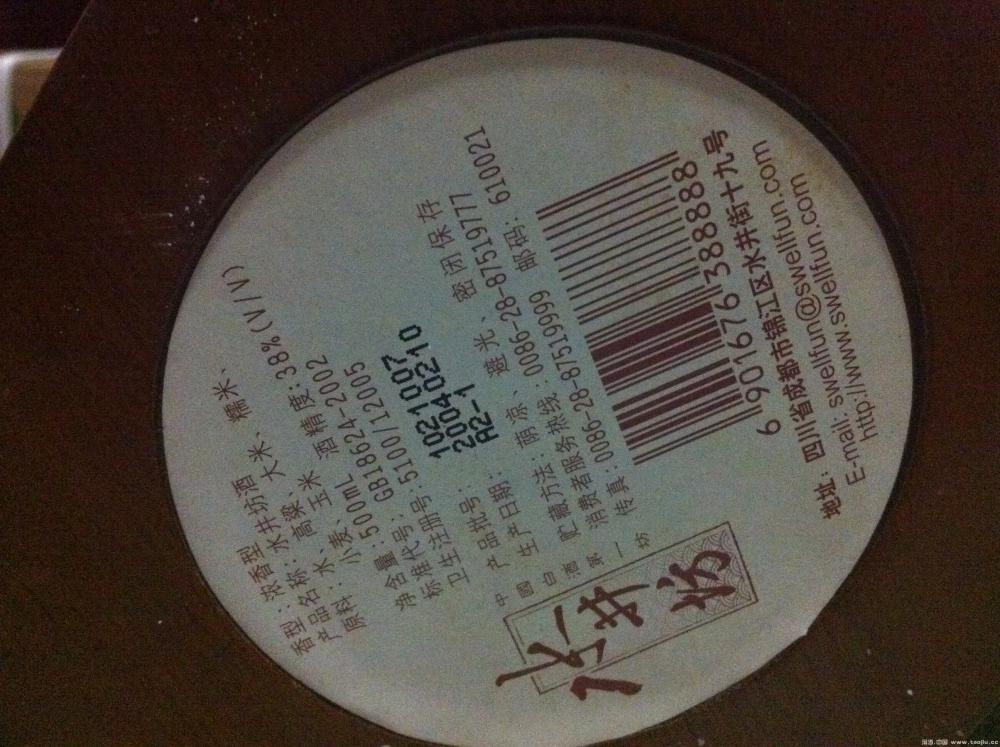 香型：浓香型
产品名称：水井坊酒
原料：水、高粱、大米、糯米、
小麦、玉米 酒精度：38%(V/V)
净含量：500mL
标准代号：GB18624-2002
卫生注册号：5100/12005
产品批号：1021007
生产日期：20040210
A2-1
贮藏方法：荫凉、避光、密闭保存
消费者服务热线：0086-28-87519777
传真：0086-28-87519999 邮码：610021
中國白酒第一坊
水井坊
6 901676 388888
地址：四川省成都市锦江区水井街十九号
E-mail: swellfun@swellfun.com
http://www.swellfun.com
www.taojiu.cc